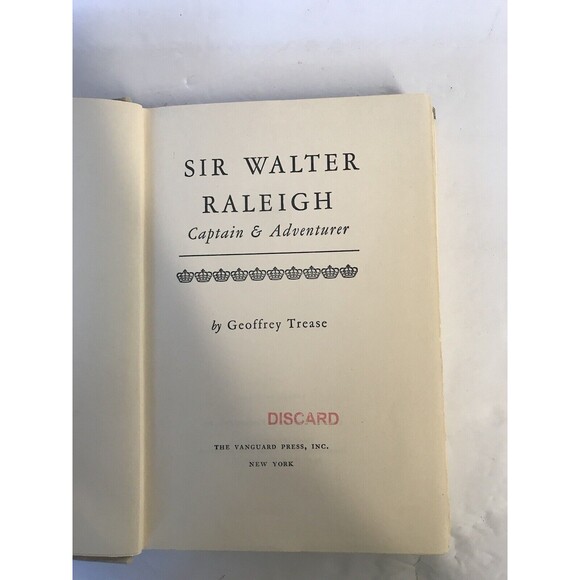 SIR WALTER
RALEIGH
Captain & Adventurer
by Geoffrey Trease
DISCARD
THE VANGUARD PRESS, INC.
NEW YORK